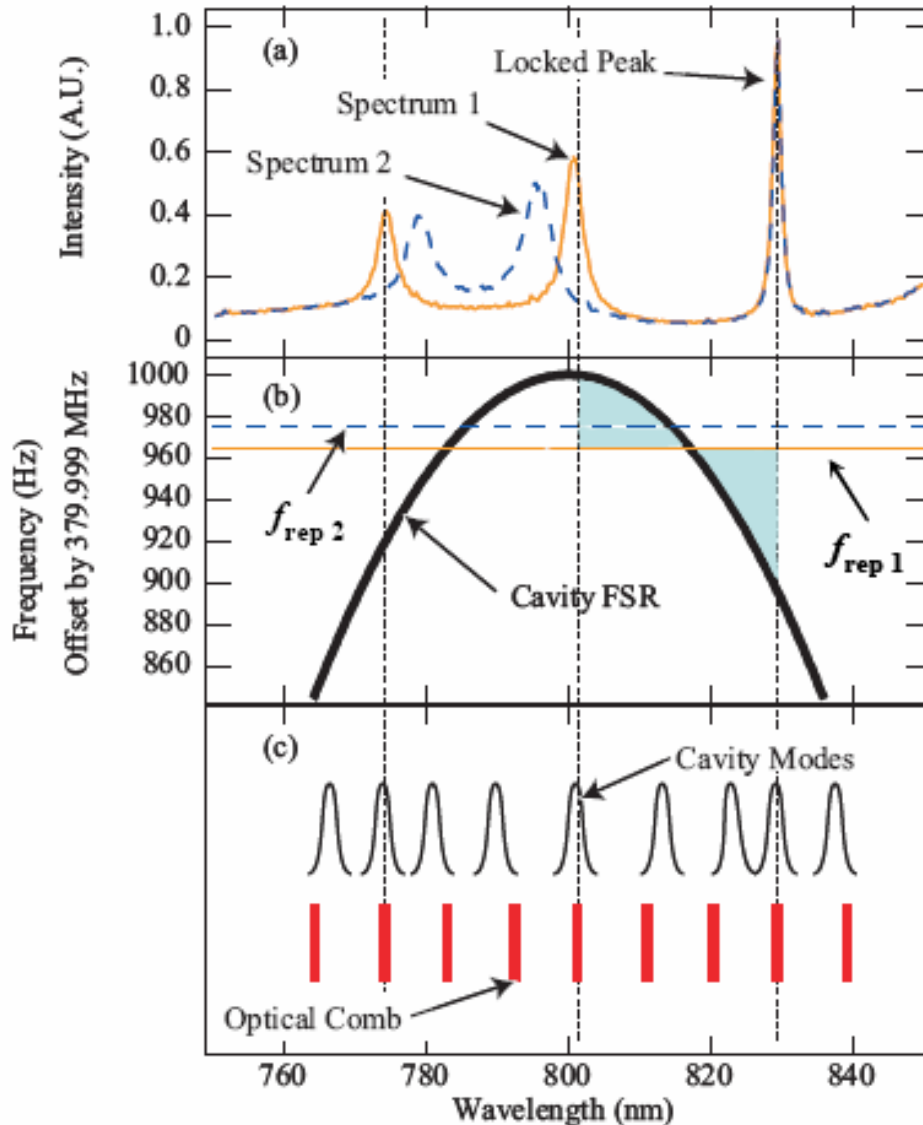 (a)
Locked Peak
Spectrum 1
Spectrum 2
Intensity (A.U.)
1.0
0.8
0.6
0.4
0.2
0
(b)
Frequency (Hz)
Offset by 379.999 MHz
1000
980
960
940
920
900
880
860
f rep 2
f rep 1
Cavity FSR
(c)
Cavity Modes
Optical Comb
760 780 800 820 840
Wavelength (nm)